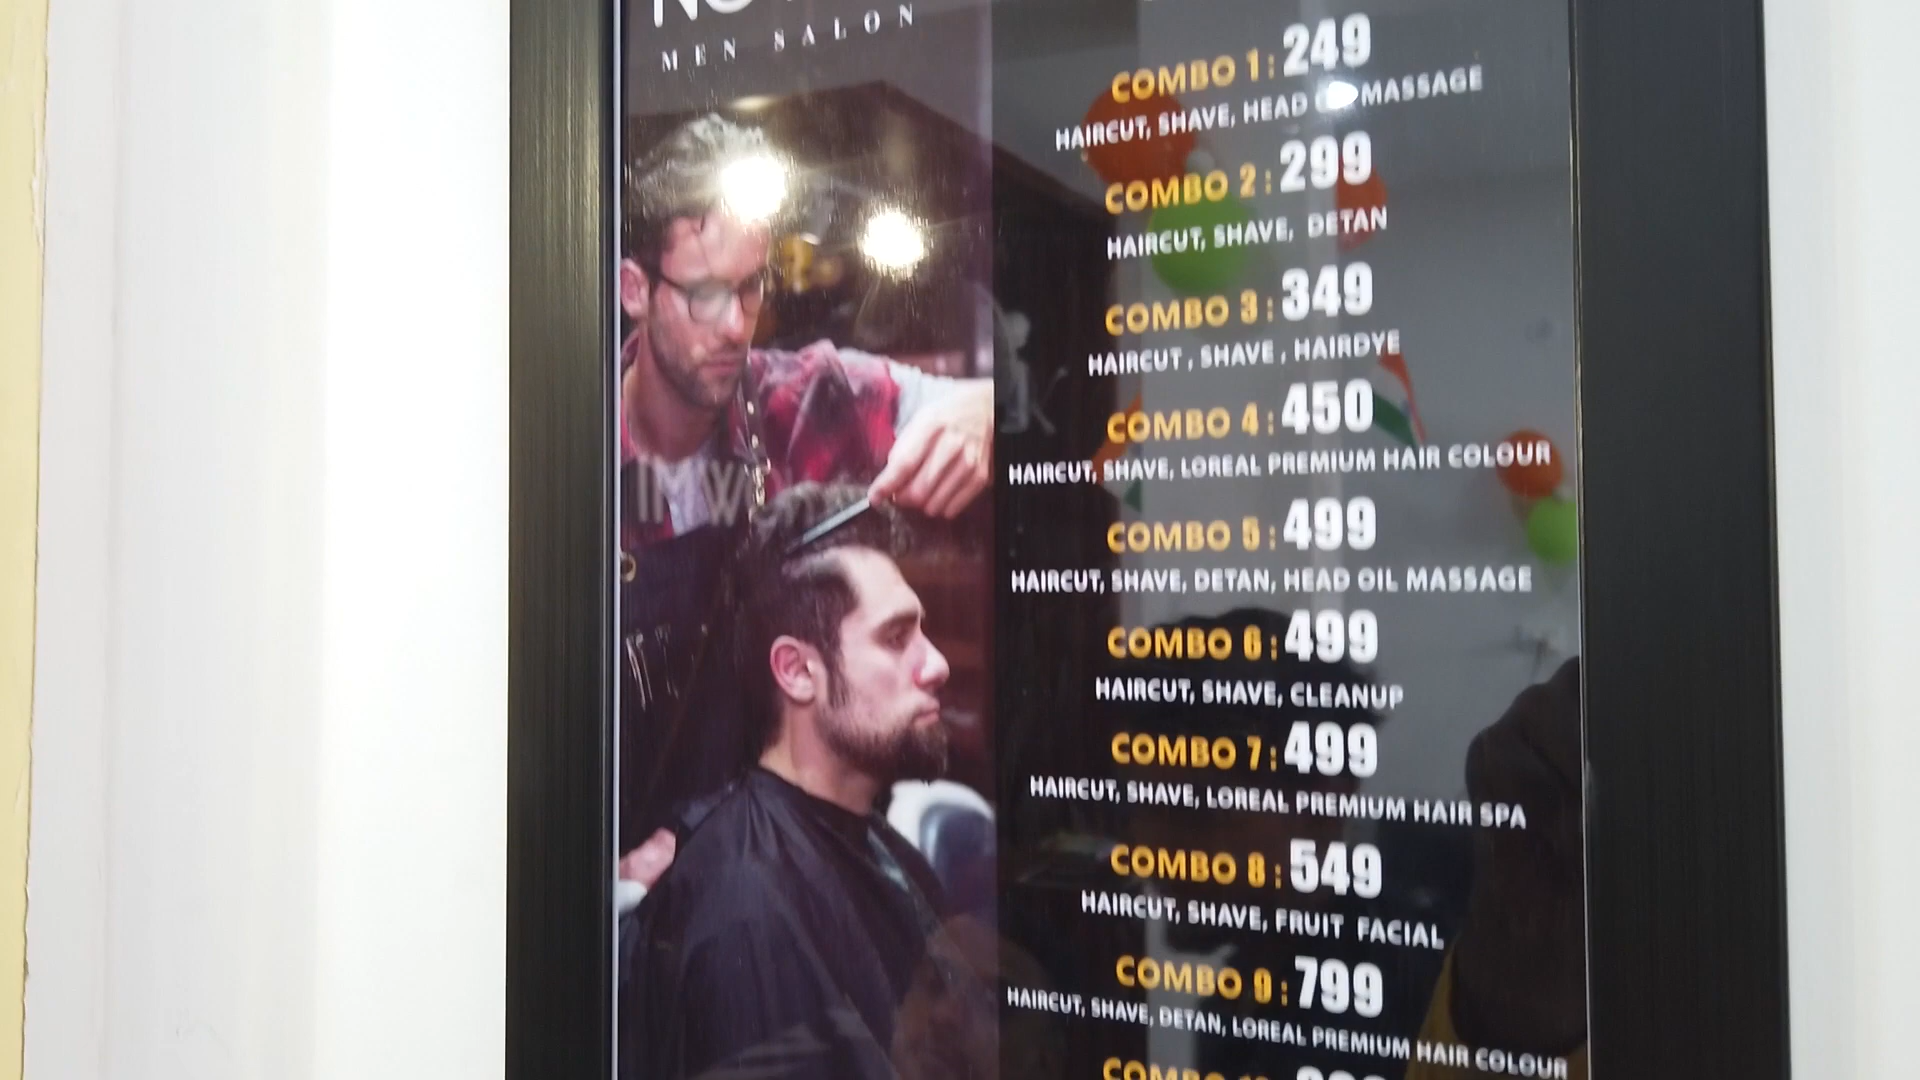 MEN SALON
COMBO 1: 249
HAIRCUT, SHAVE, HEAD MASSAGE
COMBO 2: 299
HAIRCUT, SHAVE, DETAN
COMBO 3: 349
HAIRCUT, SHAVE, HAIRDYE
COMBO 4: 450
HAIRCUT, SHAVE, LOREAL PREMIUM HAIR COLOUR
COMBO 5: 499
HAIRCUT, SHAVE, DETAN, HEAD OIL MASSAGE
COMBO 6: 499
HAIRCUT, SHAVE, CLEANUP
COMBO 7: 499
HAIRCUT, SHAVE, LOREAL PREMIUM HAIR SPA
COMBO 8: 549
HAIRCUT, SHAVE, FRUIT FACIAL
COMBO 9: 799
HAIRCUT, SHAVE, DETAN, LOREAL PREMIUM HAIR COLOUR
COMBO